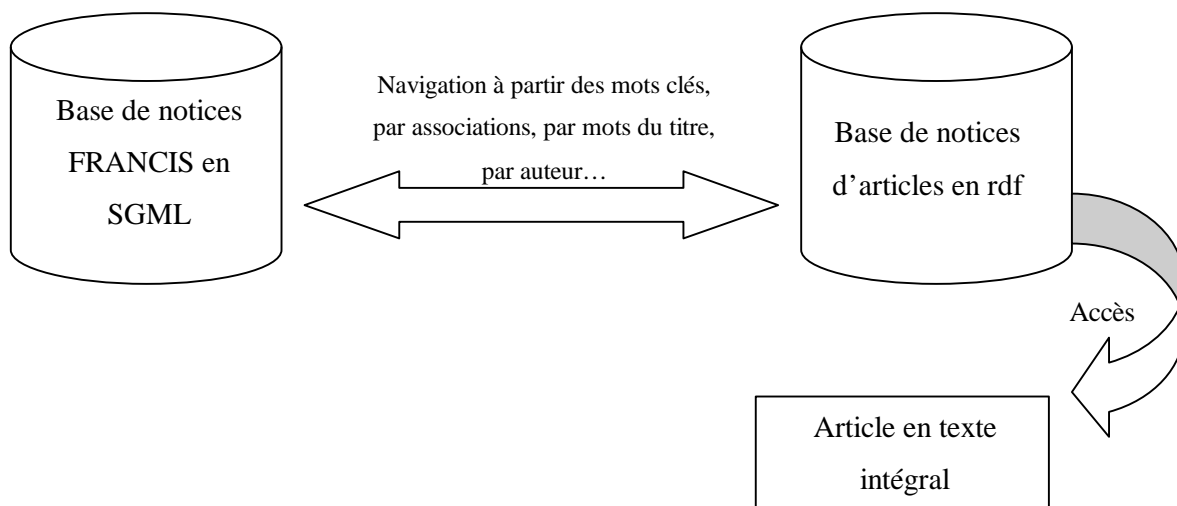 Base de notices
FRANCIS en
SGML
Navigation à partir des mots clés,
par associations, par mots du titre,
par auteur…
Base de notices
d’articles en rdf
Accès
Article en texte
intégral